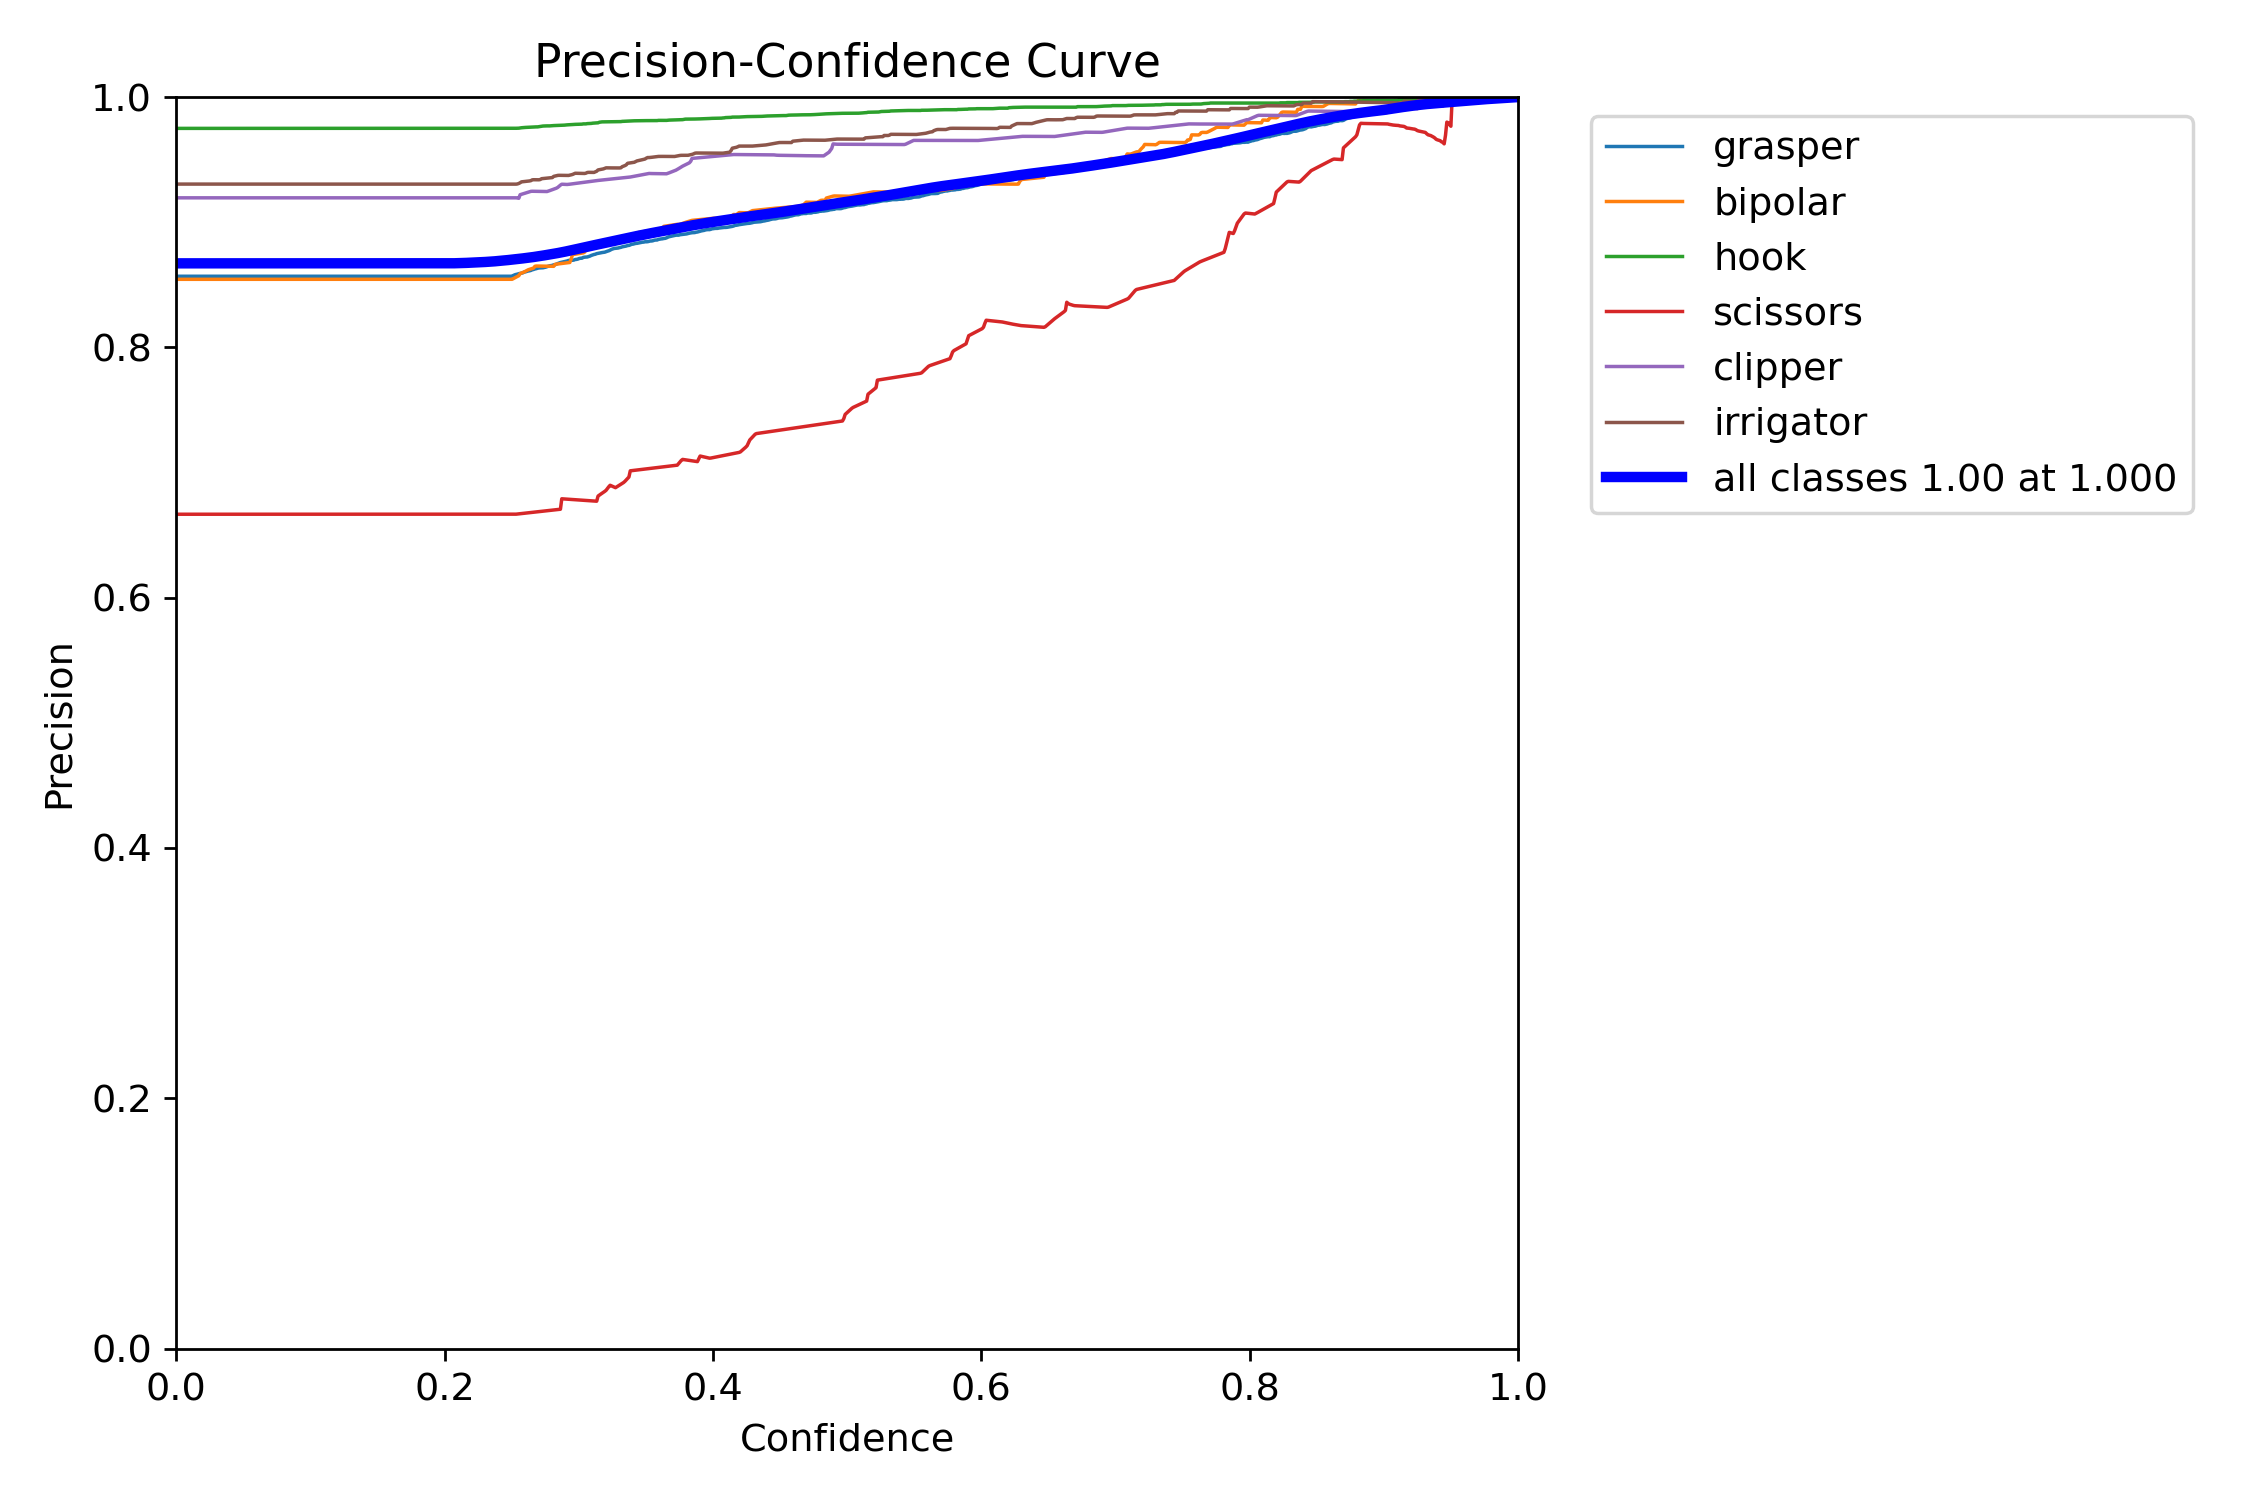 Precision-Confidence Curve
1.0
0.8
0.6
0.4
0.2
0.0
Precision
0.0 0.2 0.4 0.6 0.8 1.0
Confidence
grasper
bipolar
hook
scissors
clipper
irrigator
all classes 1.00 at 1.000